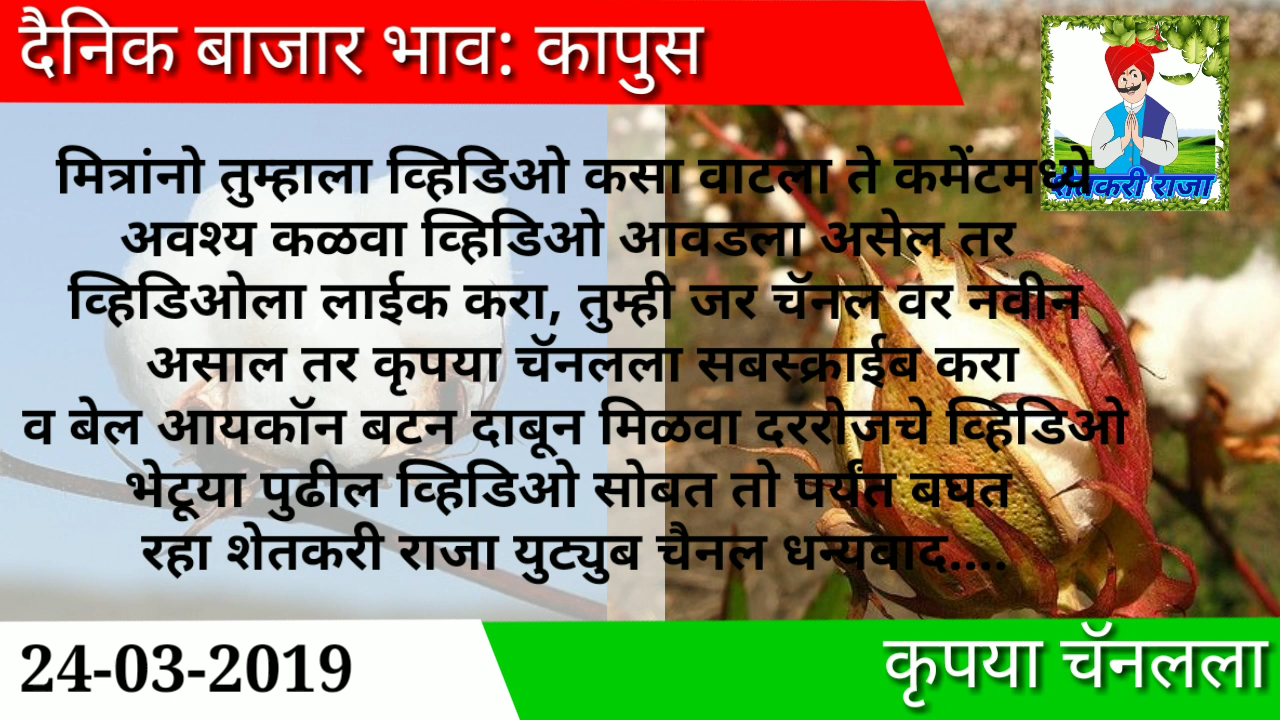 दैनिक बाजार भाव: कापुस
मित्रांनो तुम्हाला व्हिडिओ कसा वाटला ते कमेंटमध्ये
अवश्य कळवा व्हिडिओ आवडला असेल तर
व्हिडिओला लाईक करा, तुम्ही जर चॅनल वर नवीन
असाल तर कृपया चॅनलला सबस्क्राईब करा
व बेल आयकॉन बटन दाबून मिळवा दररोजचे व्हिडिओ
भेटूया पुढील व्हिडिओ सोबत तो पर्यंत बघत
रहा शेतकरी राजा युट्युब चैनल धन्यवाद....
शेतकरी राजा
24-03-2019
कृपया चॅनलला